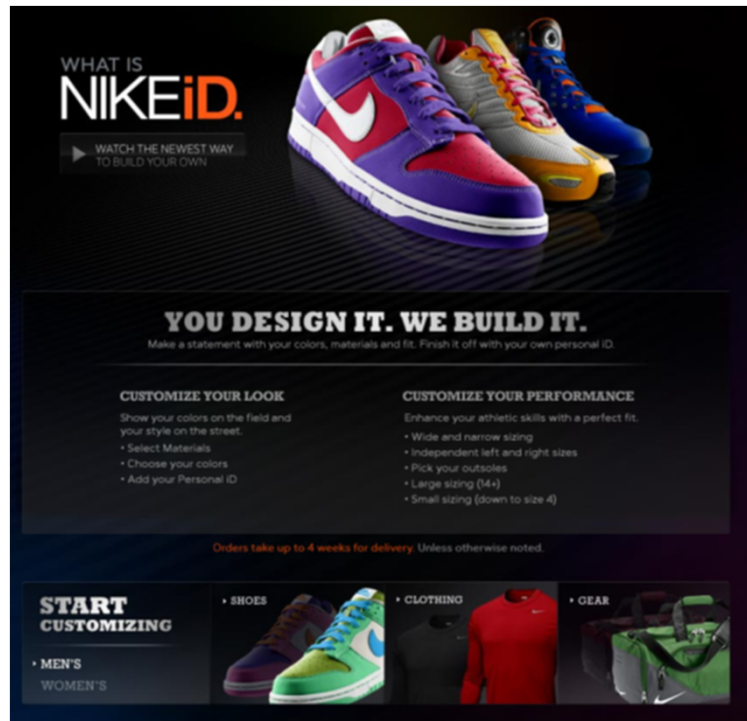 WHAT IS
NIKEiD.
WATCH THE NEWEST WAY
TO BUILD YOUR OWN
YOU DESIGN IT. WE BUILD IT.
Make a statement with your colors, materials and fit. Finish it off with your own personal iD.
CUSTOMIZE YOUR LOOK
Show your colors on the field and
your style on the street.
• Select Materials
• Choose your colors
• Add your Personal iD
CUSTOMIZE YOUR PERFORMANCE
Enhance your athletic skills with a perfect fit.
• Wide and narrow sizing
• Independent left and right sizes
• Pick your outsoles
• Large sizing (14+)
• Small sizing (down to size 4)
Orders take up to 4 weeks for delivery. Unless otherwise noted.
START
CUSTOMIZING
MEN'S
WOMEN'S
SHOES
CLOTHING
GEAR